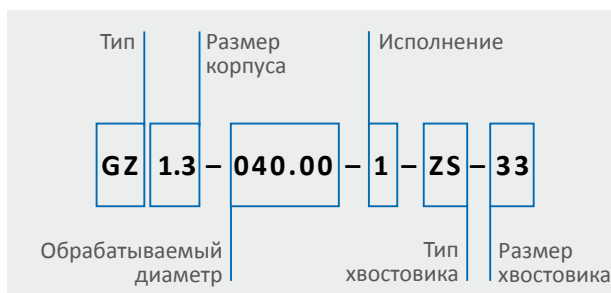 Тип Размер Исполнение
корпуса
GZ 1.3 – 040.00 – 1 – ZS – 33
Обрабатываемый Тип Размер
диаметр хвостовика хвостовика